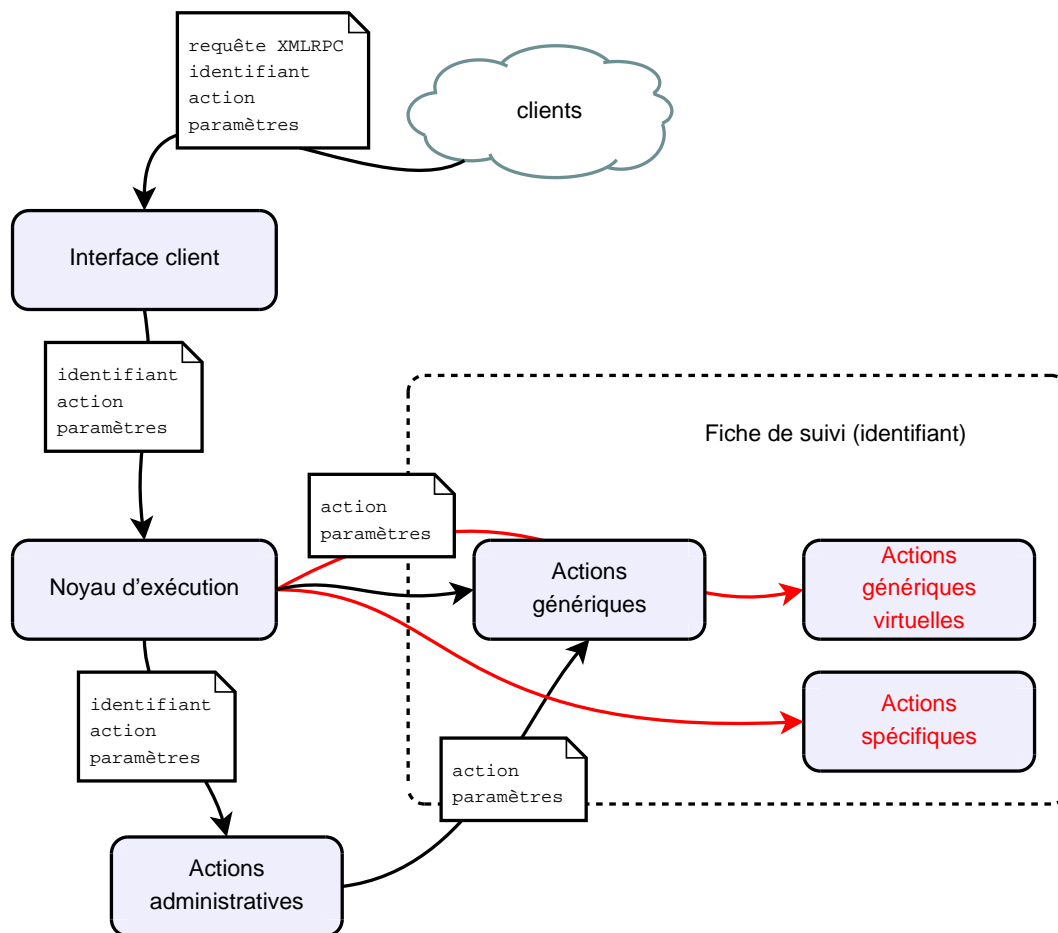 requête XMLRPC
identifiant
action
paramètres
clients
Interface client
identifiant
action
paramètres
Fiche de suivi (identifiant)
action
paramètres
Noyau d’exécution
Actions
génériques
Actions
génériques
virtuelles
identifiant
action
paramètres
Actions
spécifiques
action
paramètres
Actions
administratives